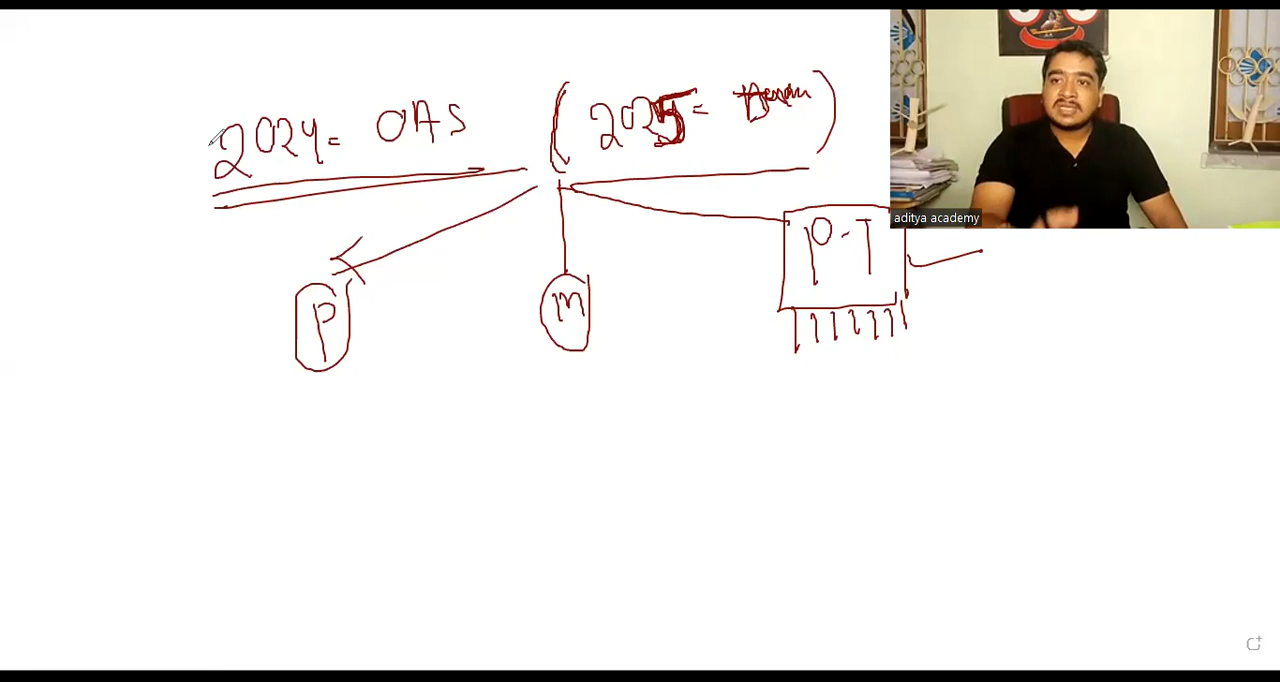 2024 = OAS (2025 = )
P
M
P-T
aditya academy